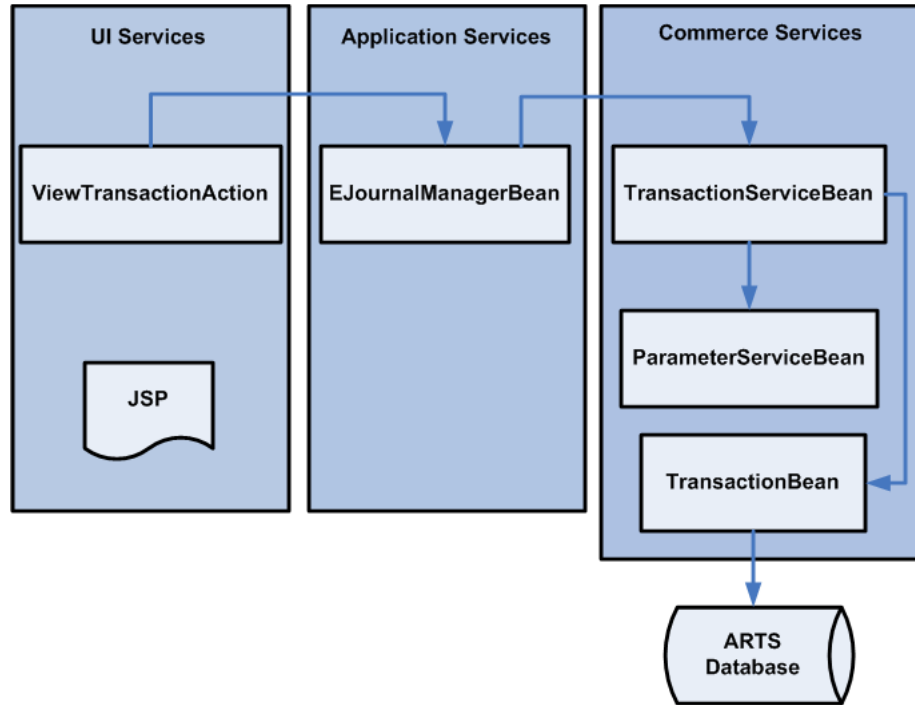 UI Services
Application Services
Commerce Services
ViewTransactionAction
EJournalManagerBean
TransactionServiceBean
ParameterServiceBean
JSP
TransactionBean
ARTS
Database